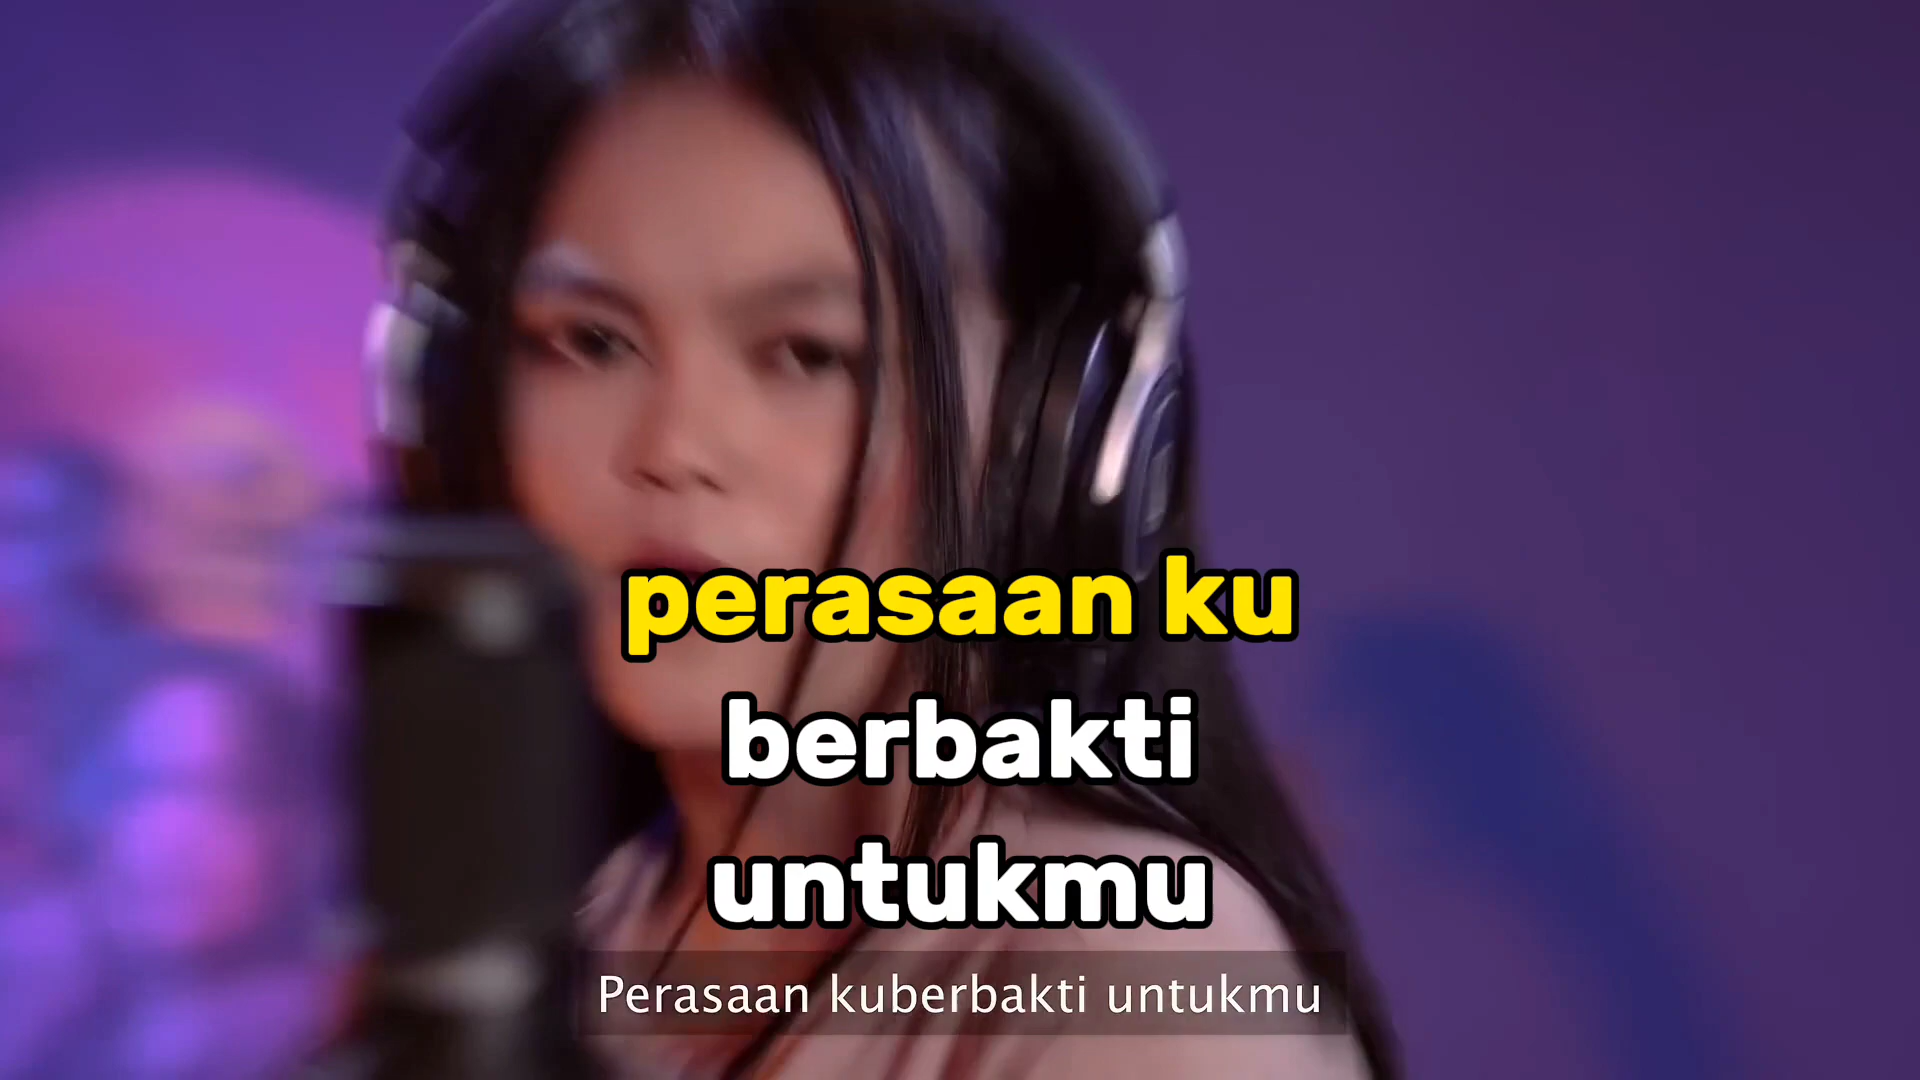 perasaan ku
berbakti
untukmu
Perasaan kuberbakti untukmu